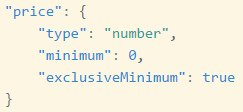 "price": {
    "type": "number",
    "minimum": 0,
    "exclusiveMinimum": true
}